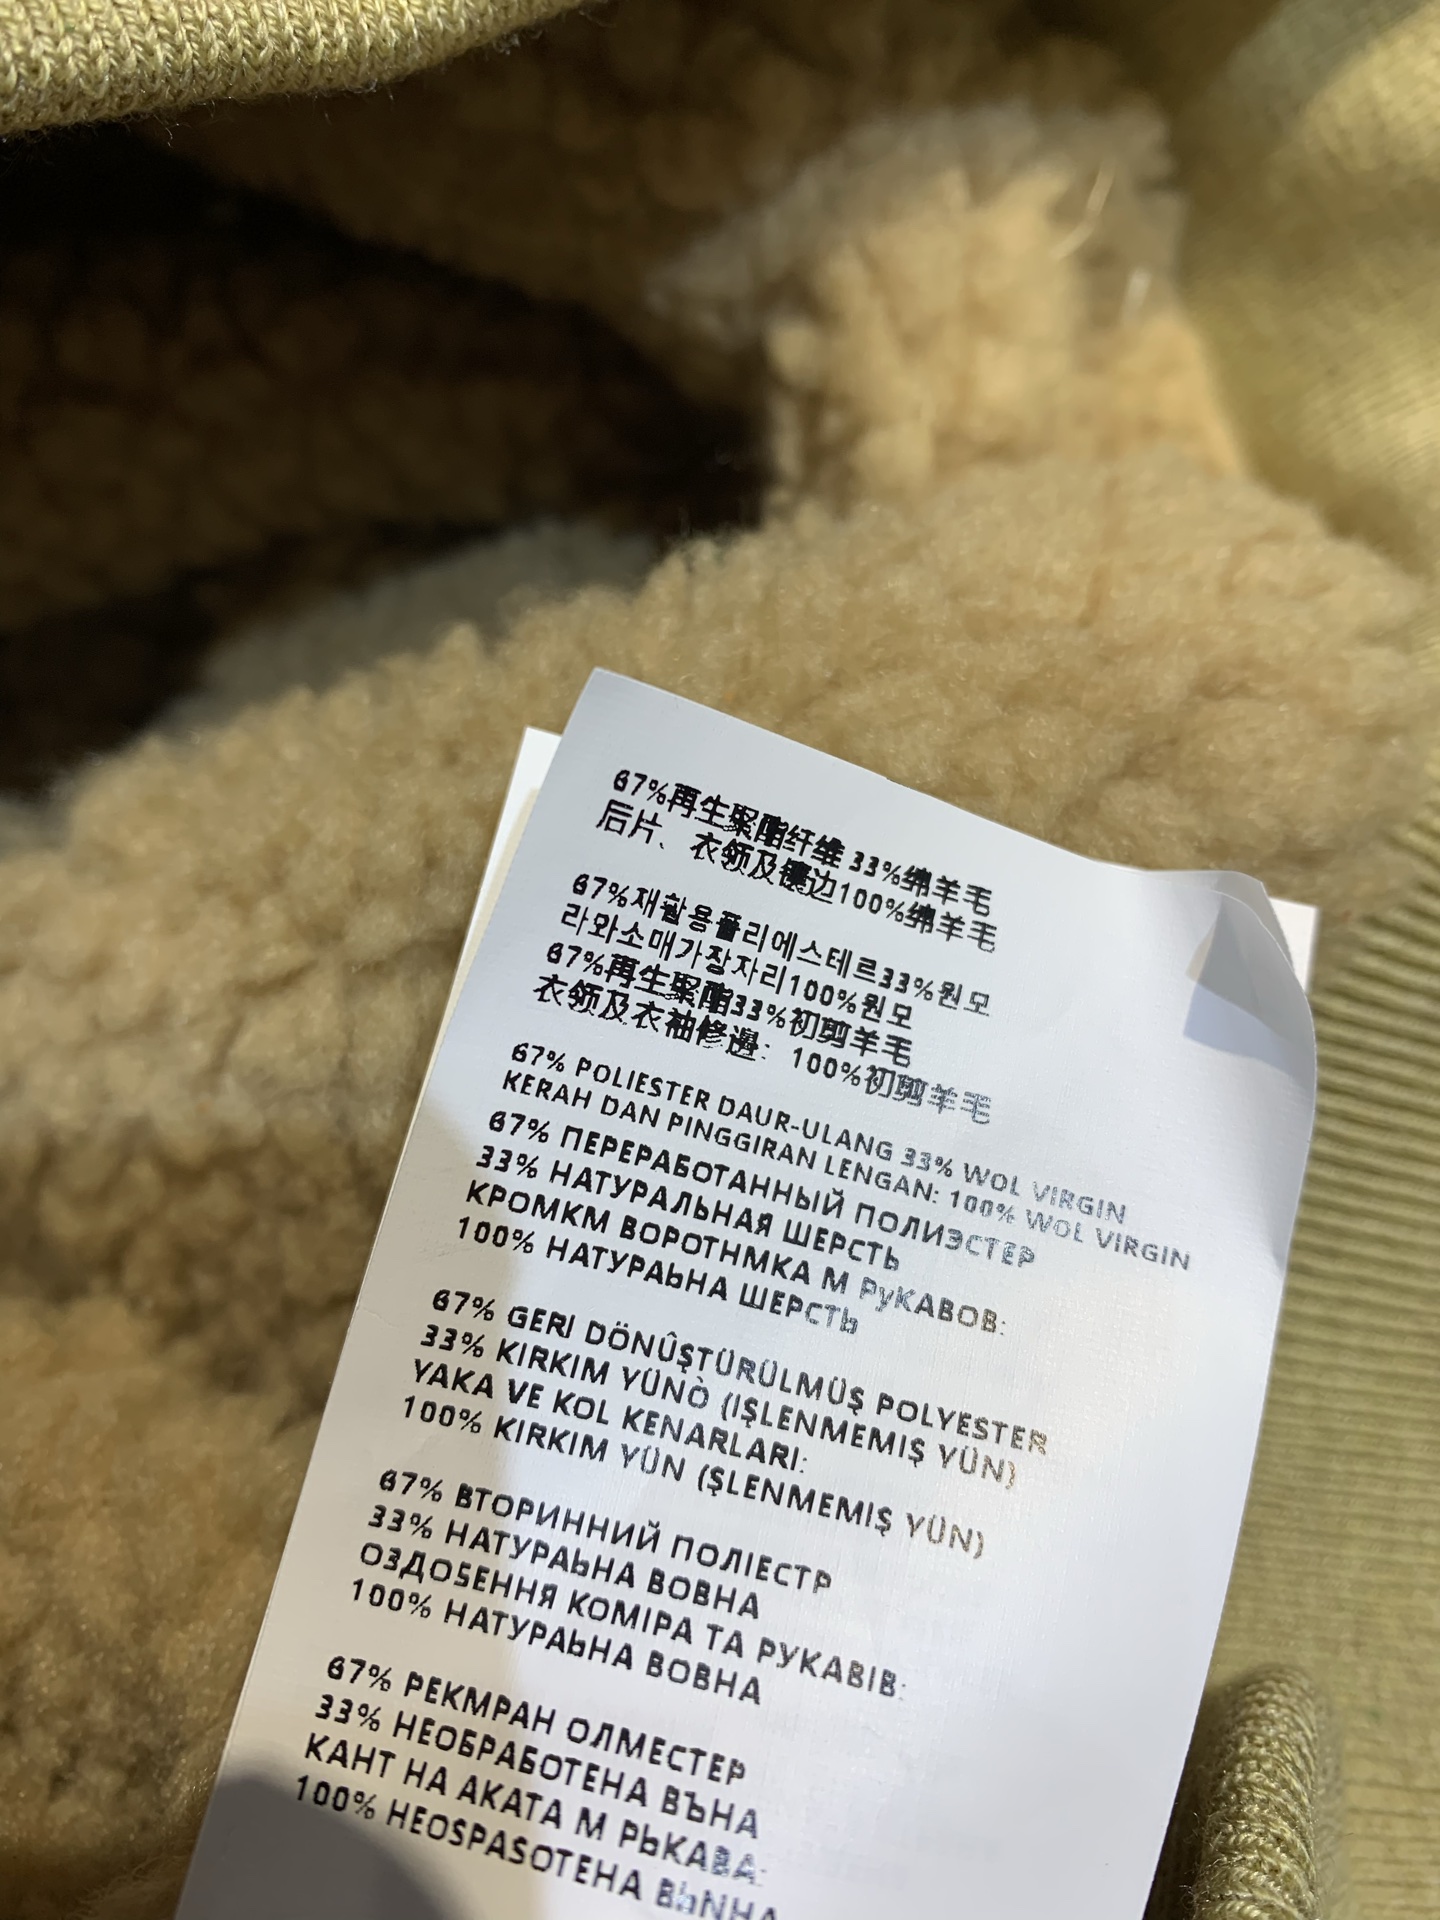 67%再生聚酯纤维 33%绵羊毛
后片、衣领及镶边100%绵羊毛
67%재활용폴리에스테르33%원모
라와소매가장자리100%원모
67%再生聚酯33%初剪羊毛
衣领及衣袖修邊：100%初剪羊毛
67% POLIESTER DAUR-ULANG 33% WOL VIRGIN
KERAH DAN PINGGIRAN LENGAN: 100% WOL VIRGIN
67% ПЕРЕРАБОТАННЫЙ ПОЛИЭСТЕР
33% НАТУРАЛЬНАЯ ШЕРСТЬ
КРОМКМ ВОРОТНМКА М РуКАВОВ:
100% НАТУРАЬНА ШЕРСТЬ
67% GERI DÖNÛŞTÜRÜLMÜŞ POLYESTER
33% KIRKIM YÜNÒ (IŞLENMEMIŞ YÜN)
YAKA VE KOL KENARLARI:
100% KIRKIM YÜN (ŞLENMEMIŞ YÜN)
67% ВТОРИННИЙ ПОЛІЕСТР
33% НАТУРАЬНА ВОВНА
ОЗДОБЕННЯ КОМІРА ТА РУКАВІВ:
100% НАТУРАЬНА ВОВНА
67% РЕКМРАН ОЛМЕСТЕР
33% НЕОБРАБОТЕНА ВЪНА
КАНТ НА АКАТА М РЬКАВА:
100% HEOSPASOTEHA ВЬNHA